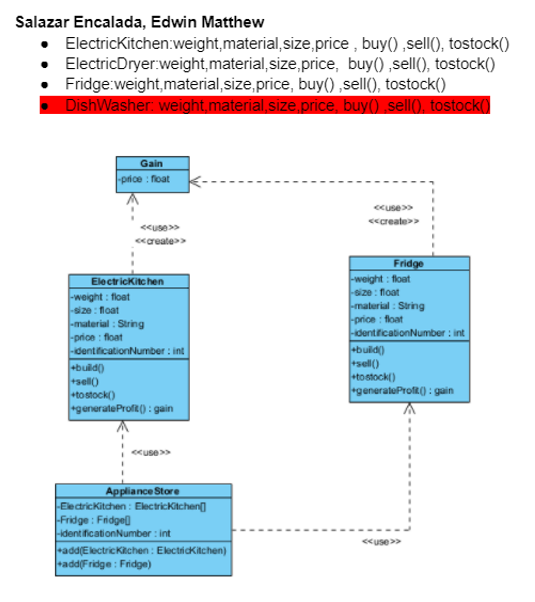 Salazar Encalada, Edwin Matthew
● ElectricKitchen:weight,material,size,price , buy() ,sell(), tostock()
● ElectricDryer:weight,material,size,price, buy() ,sell(), tostock()
● Fridge:weight,material,size,price, buy() ,sell(), tostock()
● DishWasher: weight,material,size,price, buy() ,sell(), tostock()
Gain
-price : float
<<use>>
<<create>>
<<use>>
<<create>>
ElectricKitchen
-weight : float
-size : float
-material : String
-price : float
-identificationNumber : int
+build()
+sell()
+tostock()
+generateProfit() : gain
Fridge
-weight : float
-size : float
-material : String
-price : float
-identificationNumber : int
+build()
+sell()
+tostock()
+generateProfit() : gain
<<use>>
ApplianceStore
-ElectricKitchen : ElectricKitchen[]
-Fridge : Fridge[]
-identificationNumber : int
+add(ElectricKitchen : ElectricKitchen)
+add(Fridge : Fridge)
<<use>>